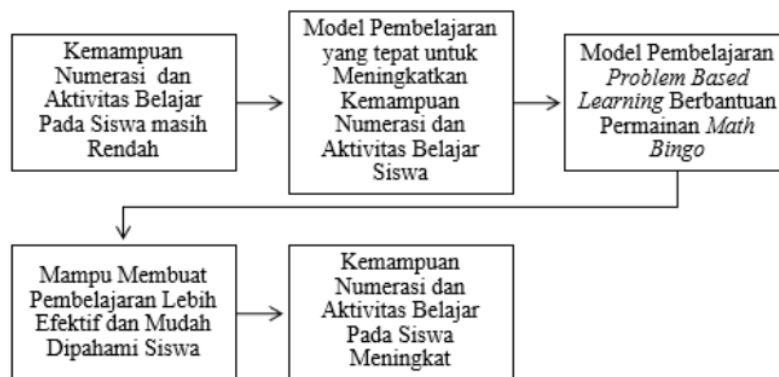 Kemampuan
Numerasi dan
Aktivitas Belajar
Pada Siswa masih
Rendah
Model Pembelajaran
yang tepat untuk
Meningkatkan
Kemampuan
Numerasi dan
Aktivitas Belajar
Siswa
Model Pembelajaran
Problem Based
Learning Berbantuan
Permainan Math
Bingo
Mampu Membuat
Pembelajaran Lebih
Efektif dan Mudah
Dipahami Siswa
Kemampuan
Numerasi dan
Aktivitas Belajar
Pada Siswa
Meningkat